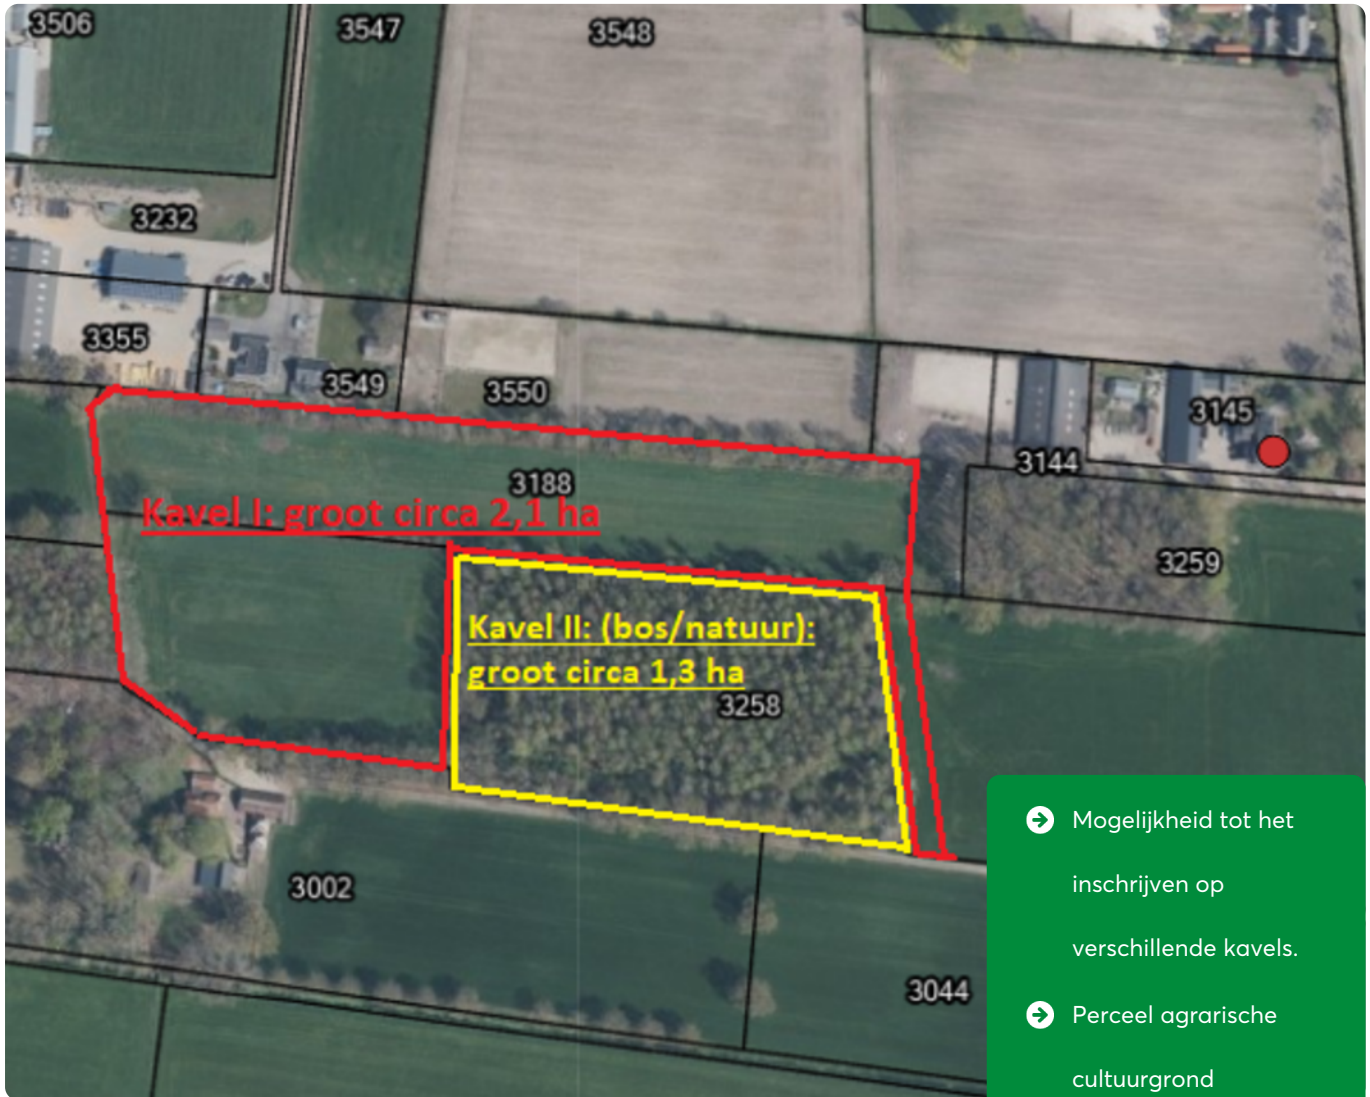 3506
3547
3548
3232
3355
3549
3550
3145
3144
3188
Kavel I: groot circa 2,1 ha
3259
Kavel II: (bos/natuur):
groot circa 1,3 ha
3258
3002
3044
Mogelijkheid tot het
inschrijven op
verschillende kavels.
Perceel agrarische
cultuurgrond